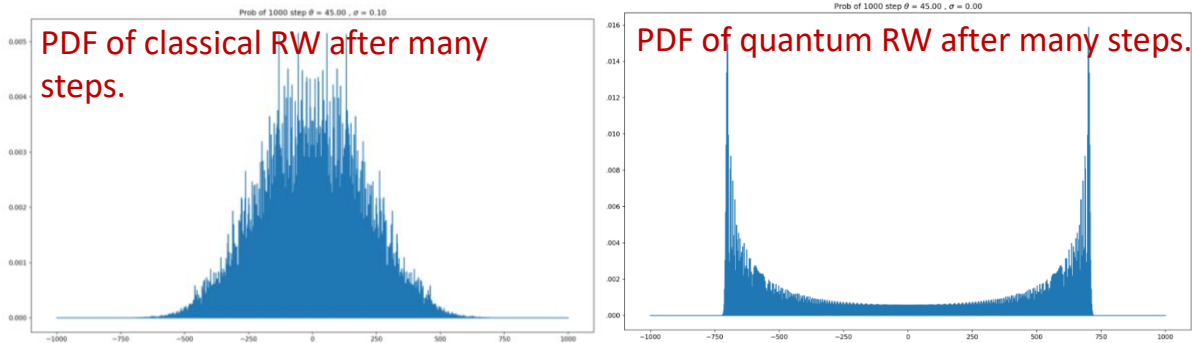 Prob of 1000 step θ = 45.00 , σ = 0.10
PDF of classical RW after many
steps.
0.005
0.004
0.003
0.002
0.001
0.000
−1000 −750 −500 −250 0 250 500 750 1000
Prob of 1000 step θ = 45.00 , σ = 0.00
PDF of quantum RW after many steps.
.016
.014
.012
.010
.008
.006
.004
.002
.000
−1000 −750 −500 −250 0 250 500 750 1000